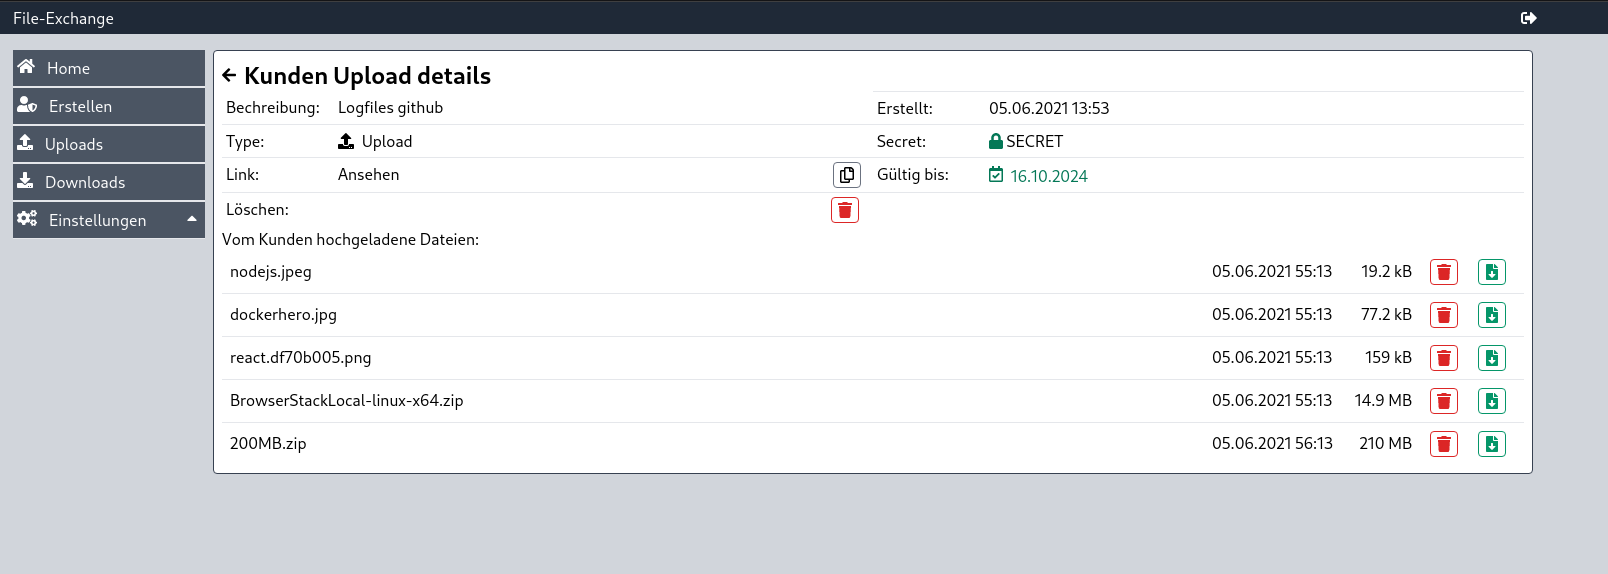 File-Exchange
Home
Erstellen
Uploads
Downloads
Einstellungen
Kunden Upload details
Bechreibung: Logfiles github
Erstellt: 05.06.2021 13:53
Type: Upload
Secret: SECRET
Link: Ansehen
Gültig bis: 16.10.2024
Löschen:
Vom Kunden hochgeladene Dateien:
nodejs.jpeg 05.06.2021 55:13 19.2 kB
dockerhero.jpg 05.06.2021 55:13 77.2 kB
react.df70b005.png 05.06.2021 55:13 159 kB
BrowserStackLocal-linux-x64.zip 05.06.2021 55:13 14.9 MB
200MB.zip 05.06.2021 56:13 210 MB